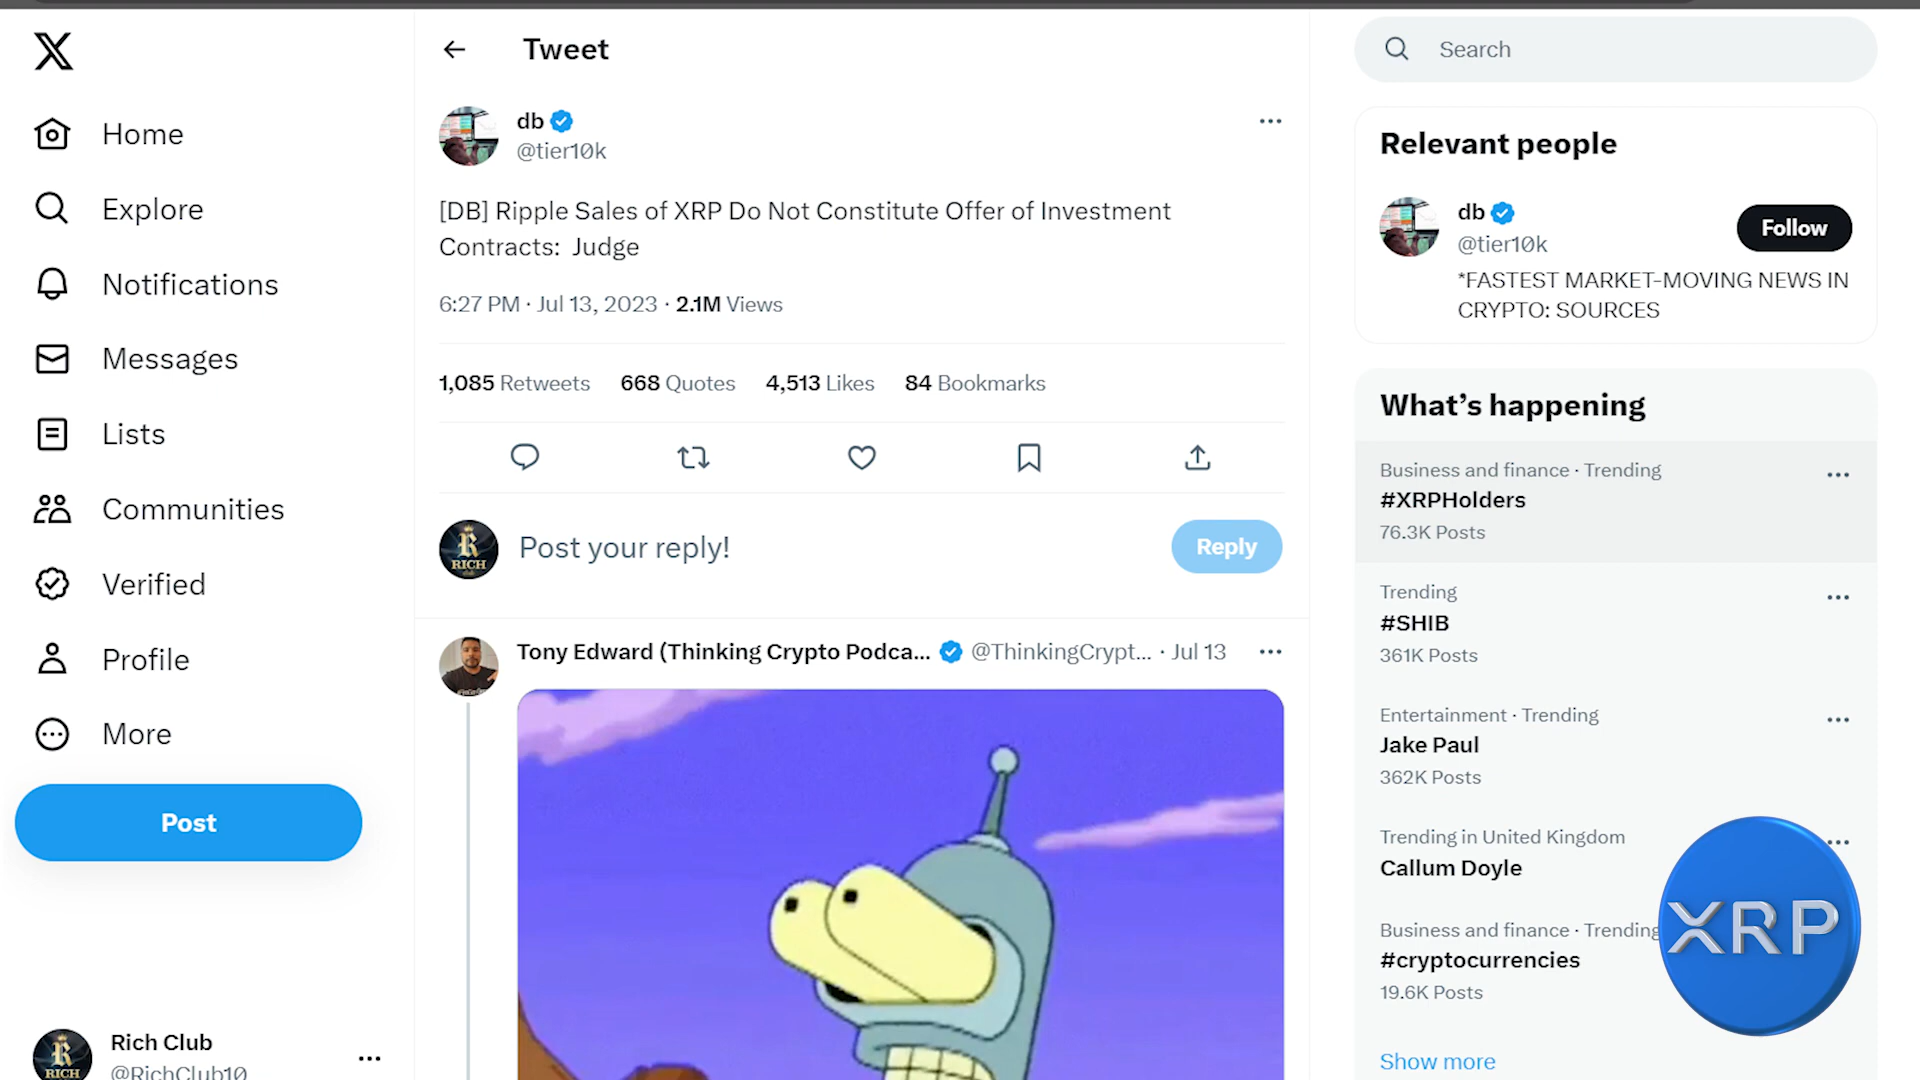 Home
Explore
Notifications
Messages
Lists
Communities
Verified
Profile
More
Post
Rich Club
@RichClub10
Tweet
db
@tier10k
[DB] Ripple Sales of XRP Do Not Constitute Offer of Investment
Contracts:  Judge
6:27 PM · Jul 13, 2023 · 2.1M Views
1,085 Retweets 668 Quotes 4,513 Likes 84 Bookmarks
RICH
Post your reply!
Reply
Tony Edward (Thinking Crypto Podca... @ThinkingCrypt... · Jul 13
Search
Relevant people
db
@tier10k
Follow
*FASTEST MARKET-MOVING NEWS IN
CRYPTO: SOURCES
What's happening
Business and finance · Trending
#XRPHolders
76.3K Posts
Trending
#SHIB
361K Posts
Entertainment · Trending
Jake Paul
362K Posts
Trending in United Kingdom
Callum Doyle
Business and finance · Trending
#cryptocurrencies
19.6K Posts
Show more
XRP
RICH